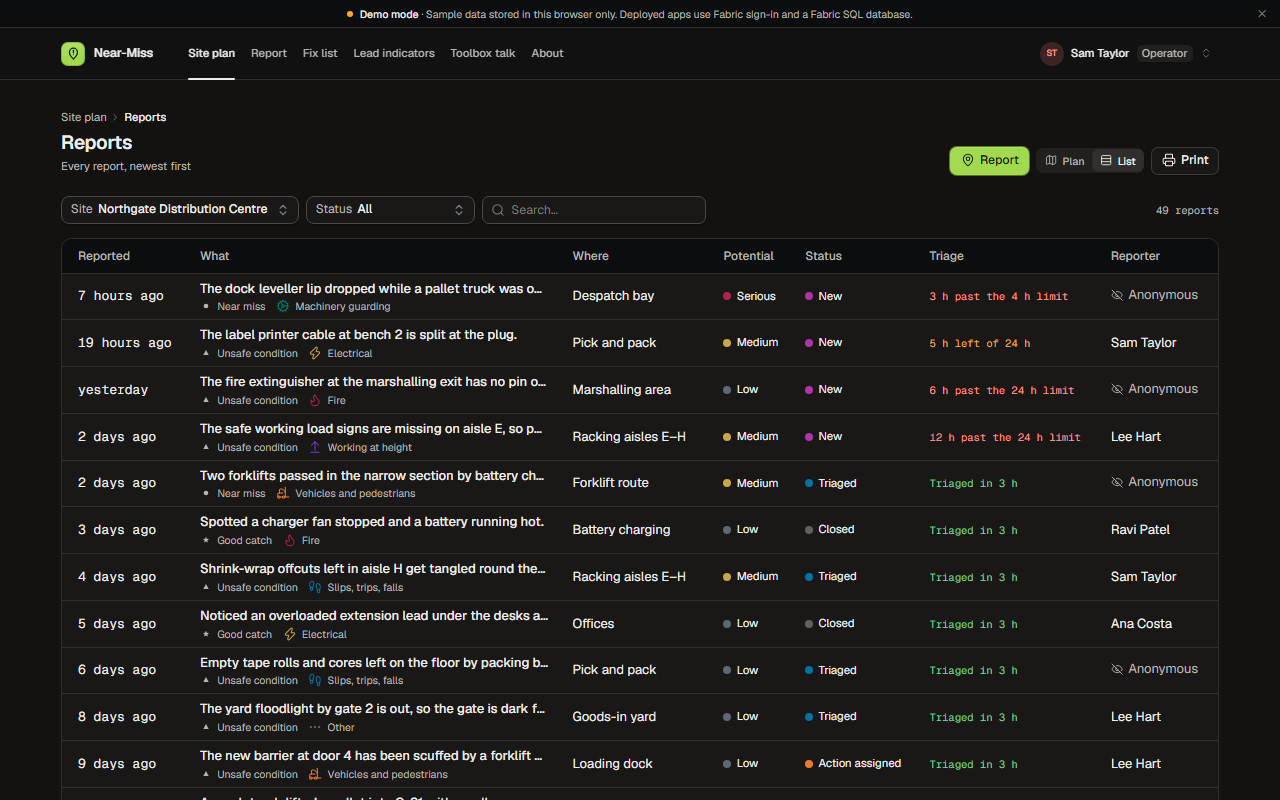 Demo mode · Sample data stored in this browser only. Deployed apps use Fabric sign-in and a Fabric SQL database.
Near-Miss
Site plan
Report
Fix list
Lead indicators
Toolbox talk
About
ST
Sam Taylor
Operator
Site plan › Reports
Reports
Every report, newest first
Report
Plan
List
Print
Site Northgate Distribution Centre
Status All
Search...
49 reports
Reported What Where Potential Status Triage Reporter
7 hours ago The dock leveller lip dropped while a pallet truck was o... Despatch bay Serious New 3 h past the 4 h limit Anonymous
Near miss Machinery guarding
19 hours ago The label printer cable at bench 2 is split at the plug. Pick and pack Medium New 5 h left of 24 h Sam Taylor
Unsafe condition Electrical
yesterday The fire extinguisher at the marshalling exit has no pin o... Marshalling area Low New 6 h past the 24 h limit Anonymous
Unsafe condition Fire
2 days ago The safe working load signs are missing on aisle E, so p... Racking aisles E–H Medium New 12 h past the 24 h limit Lee Hart
Unsafe condition Working at height
2 days ago Two forklifts passed in the narrow section by battery ch... Forklift route Medium Triaged Triaged in 3 h Anonymous
Near miss Vehicles and pedestrians
3 days ago Spotted a charger fan stopped and a battery running hot. Battery charging Low Closed Triaged in 3 h Ravi Patel
Good catch Fire
4 days ago Shrink-wrap offcuts left in aisle H get tangled round the... Racking aisles E–H Medium Triaged Triaged in 3 h Sam Taylor
Unsafe condition Slips, trips, falls
5 days ago Noticed an overloaded extension lead under the desks a... Offices Low Closed Triaged in 3 h Ana Costa
Good catch Electrical
6 days ago Empty tape rolls and cores left on the floor by packing b... Pick and pack Low Triaged Triaged in 3 h Anonymous
Unsafe condition Slips, trips, falls
8 days ago The yard floodlight by gate 2 is out, so the gate is dark f... Goods-in yard Low Triaged Triaged in 3 h Lee Hart
Unsafe condition Other
9 days ago The new barrier at door 4 has been scuffed by a forklift ... Loading dock Low Action assigned Triaged in 3 h Lee Hart
Unsafe condition Vehicles and pedestrians